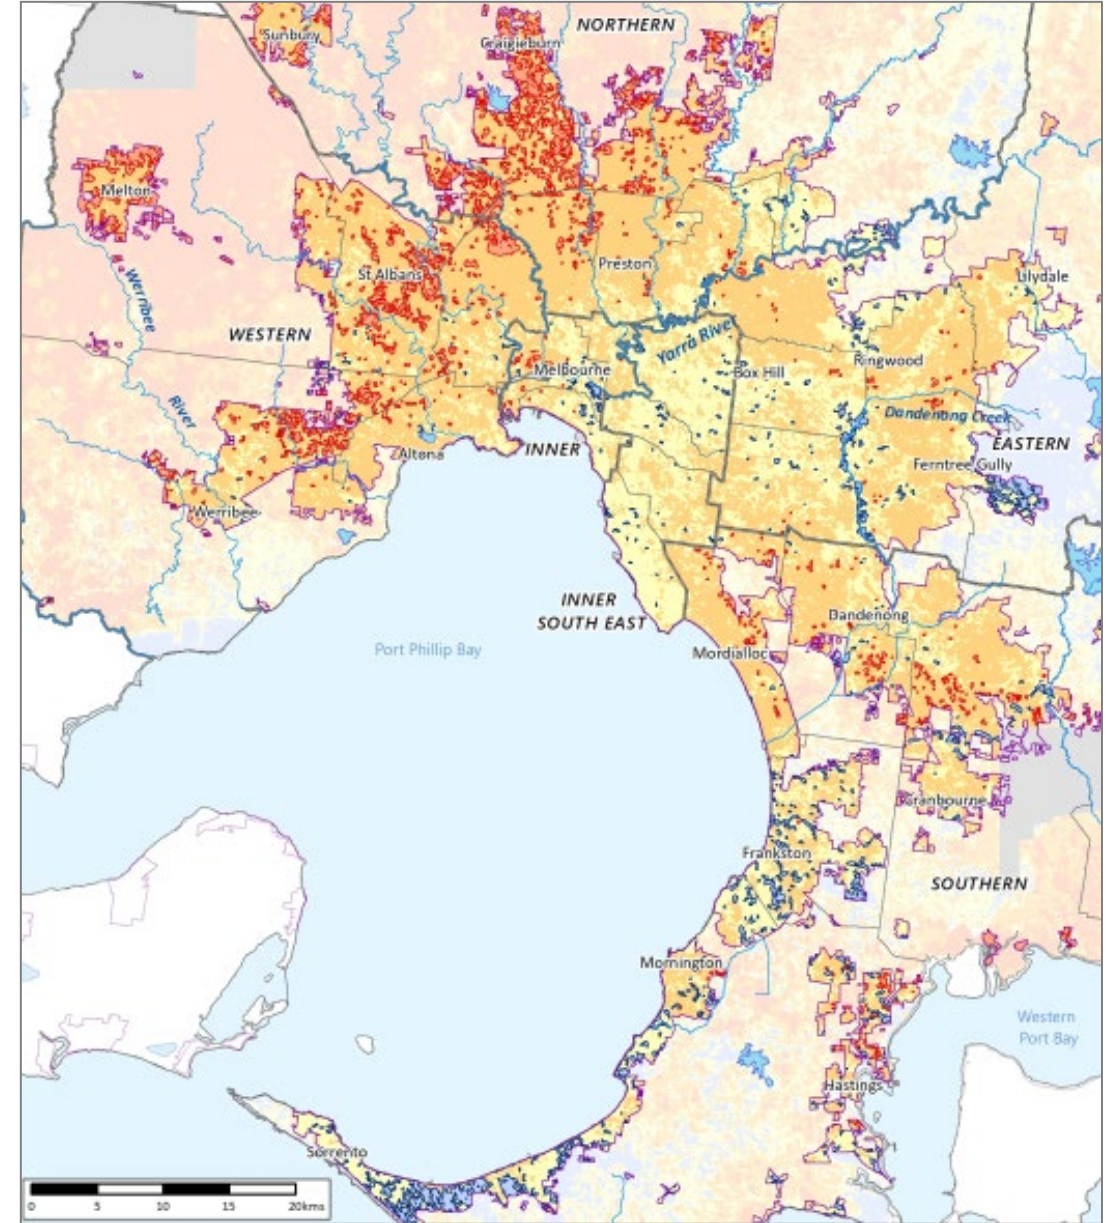 NORTHERN
Sunbury
Craigieburn
Melton
St Albans
Preston
Lilydale
Werribee
River
WESTERN
Yarra River
Melbourne
Box Hill
Ringwood
Dandenong Creek
EASTERN
INNER
Altona
Ferntree Gully
Werribee
INNER
SOUTH EAST
Dandenong
Port Phillip Bay
Mordialloc
Cranbourne
Frankston
SOUTHERN
Mornington
Western
Port Bay
Hastings
Sorrento
0 5 10 15 20kms